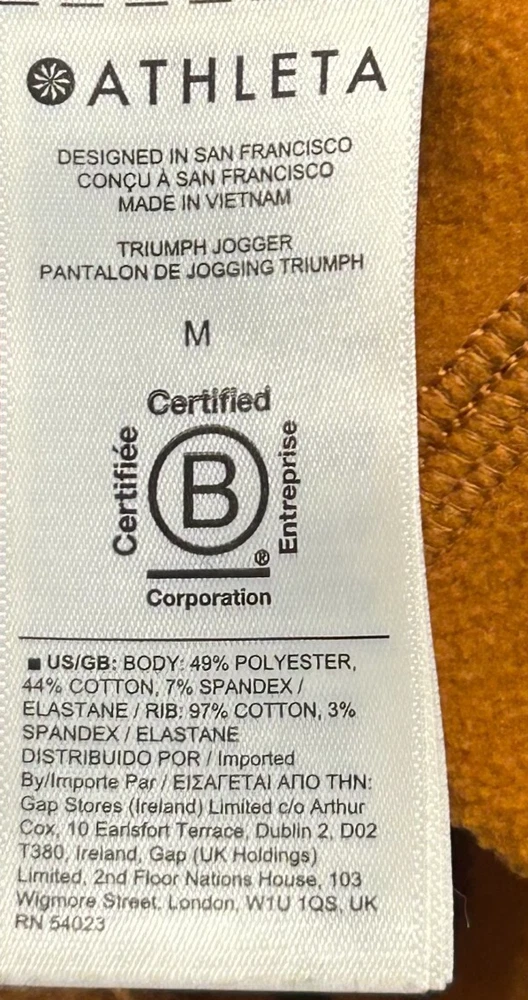 ATHLETA
DESIGNED IN SAN FRANCISCO
CONÇU À SAN FRANCISCO
MADE IN VIETNAM
TRIUMPH JOGGER
PANTALON DE JOGGING TRIUMPH
M
Certified
Certifiée
B
Entreprise
®
Corporation
US/GB: BODY: 49% POLYESTER,
44% COTTON, 7% SPANDEX /
ELASTANE / RIB: 97% COTTON, 3%
SPANDEX / ELASTANE
DISTRIBUIDO POR / Imported
By/Importe Par / ΕΙΣΑΓΕΤΑΙ ΑΠΟ ΤΗΝ:
Gap Stores (Ireland) Limited c/o Arthur
Cox, 10 Earlsfort Terrace, Dublin 2, D02
T380, Ireland, Gap (UK Holdings)
Limited, 2nd Floor Nations House, 103
Wigmore Street, London, W1U 1QS, UK
RN 54023